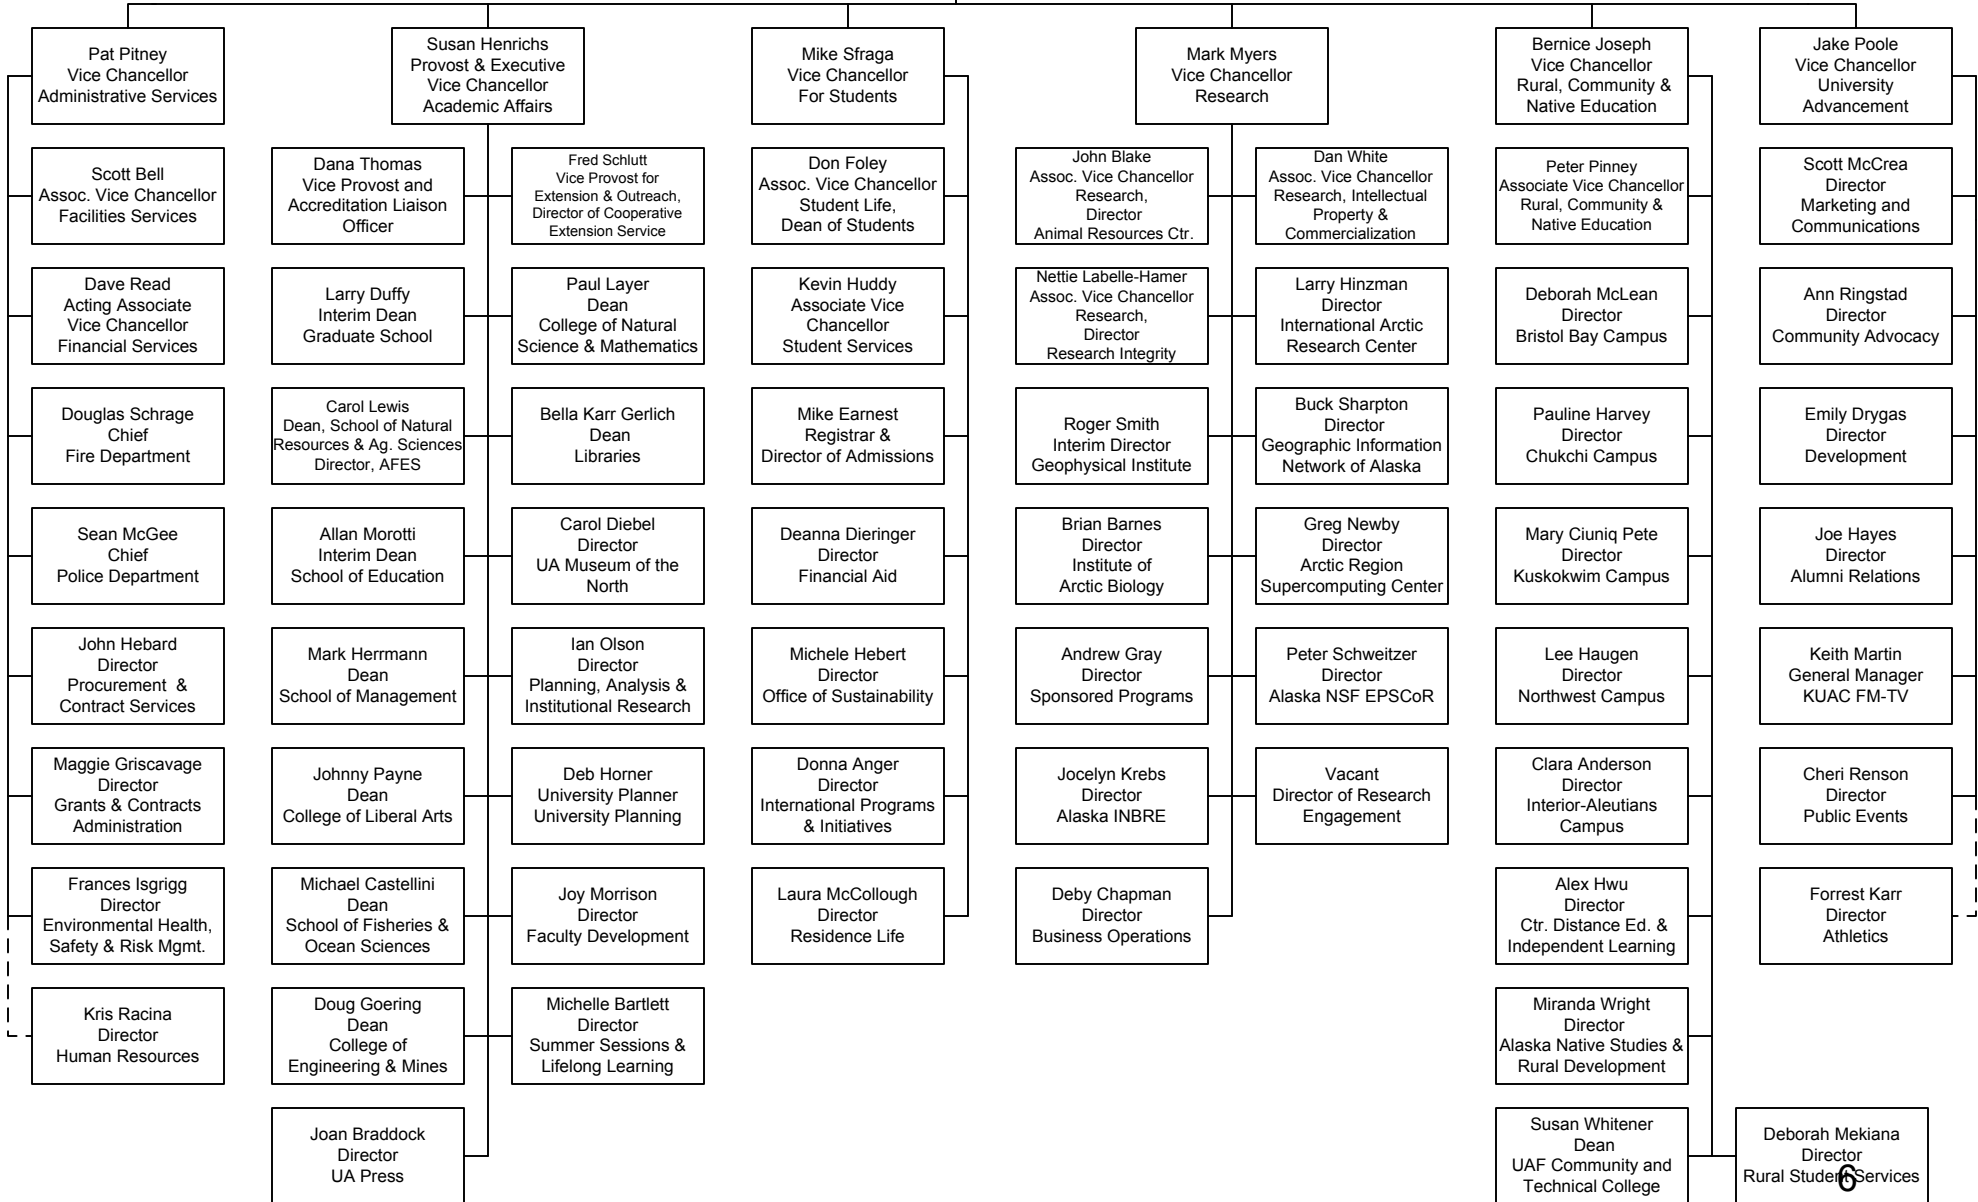 Pat Pitney
Vice Chancellor
Administrative Services
Susan Henrichs
Provost & Executive
Vice Chancellor
Academic Affairs
Mike Sfraga
Vice Chancellor
For Students
Mark Myers
Vice Chancellor
Research
Bernice Joseph
Vice Chancellor
Rural, Community &
Native Education
Jake Poole
Vice Chancellor
University
Advancement
Scott Bell
Assoc. Vice Chancellor
Facilities Services
Dana Thomas
Vice Provost and
Accreditation Liaison
Officer
Fred Schlutt
Vice Provost for
Extension & Outreach,
Director of Cooperative
Extension Service
Don Foley
Assoc. Vice Chancellor
Student Life,
Dean of Students
John Blake
Assoc. Vice Chancellor
Research,
Director
Animal Resources Ctr.
Dan White
Assoc. Vice Chancellor
Research, Intellectual
Property &
Commercialization
Peter Pinney
Associate Vice Chancellor
Rural, Community &
Native Education
Scott McCrea
Director
Marketing and
Communications
Dave Read
Acting Associate
Vice Chancellor
Financial Services
Larry Duffy
Interim Dean
Graduate School
Paul Layer
Dean
College of Natural
Science & Mathematics
Kevin Huddy
Associate Vice
Chancellor
Student Services
Nettie Labelle-Hamer
Assoc. Vice Chancellor
Research,
Director
Research Integrity
Larry Hinzman
Director
International Arctic
Research Center
Deborah McLean
Director
Bristol Bay Campus
Ann Ringstad
Director
Community Advocacy
Douglas Schrage
Chief
Fire Department
Carol Lewis
Dean, School of Natural
Resources & Ag. Sciences
Director, AFES
Bella Karr Gerlich
Dean
Libraries
Mike Earnest
Registrar &
Director of Admissions
Roger Smith
Interim Director
Geophysical Institute
Buck Sharpton
Director
Geographic Information
Network of Alaska
Pauline Harvey
Director
Chukchi Campus
Emily Drygas
Director
Development
Sean McGee
Chief
Police Department
Allan Morotti
Interim Dean
School of Education
Carol Diebel
Director
UA Museum of the
North
Deanna Dieringer
Director
Financial Aid
Brian Barnes
Director
Institute of
Arctic Biology
Greg Newby
Director
Arctic Region
Supercomputing Center
Mary Ciuniq Pete
Director
Kuskokwim Campus
Joe Hayes
Director
Alumni Relations
John Hebard
Director
Procurement &
Contract Services
Mark Herrmann
Dean
School of Management
Ian Olson
Director
Planning, Analysis &
Institutional Research
Michele Hebert
Director
Office of Sustainability
Andrew Gray
Director
Sponsored Programs
Peter Schweitzer
Director
Alaska NSF EPSCoR
Lee Haugen
Director
Northwest Campus
Keith Martin
General Manager
KUAC FM-TV
Maggie Griscavage
Director
Grants & Contracts
Administration
Johnny Payne
Dean
College of Liberal Arts
Deb Horner
University Planner
University Planning
Donna Anger
Director
International Programs
& Initiatives
Jocelyn Krebs
Director
Alaska INBRE
Vacant
Director of Research
Engagement
Clara Anderson
Director
Interior-Aleutians
Campus
Cheri Renson
Director
Public Events
Frances Isgrigg
Director
Environmental Health,
Safety & Risk Mgmt.
Michael Castellini
Dean
School of Fisheries &
Ocean Sciences
Joy Morrison
Director
Faculty Development
Laura McCollough
Director
Residence Life
Deby Chapman
Director
Business Operations
Alex Hwu
Director
Ctr. Distance Ed. &
Independent Learning
Forrest Karr
Director
Athletics
Kris Racina
Director
Human Resources
Doug Goering
Dean
College of
Engineering & Mines
Michelle Bartlett
Director
Summer Sessions &
Lifelong Learning
Miranda Wright
Director
Alaska Native Studies &
Rural Development
Joan Braddock
Director
UA Press
Susan Whitener
Dean
UAF Community and
Technical College
Deborah Mekiana
Director
Rural Student Services
6